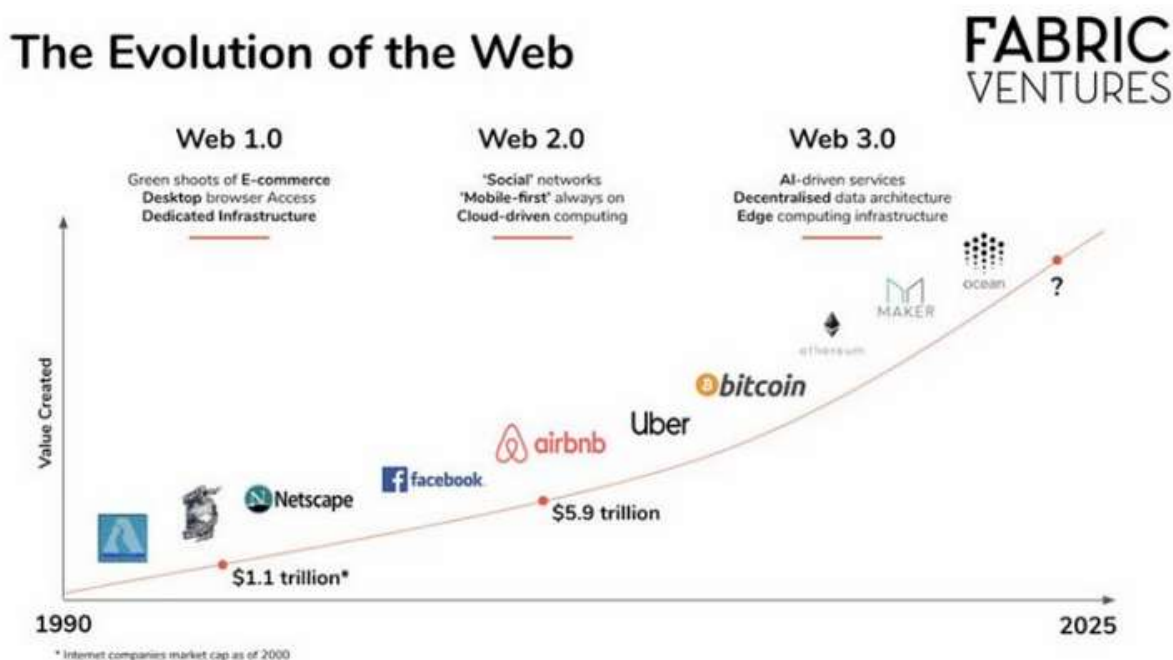 The Evolution of the Web
FABRIC
VENTURES
Web 1.0
Green shoots of E-commerce
Desktop browser Access
Dedicated Infrastructure
Web 2.0
'Social' networks
'Mobile-first' always on
Cloud-driven computing
Web 3.0
AI-driven services
Decentralised data architecture
Edge computing infrastructure
Value Created
Netscape
facebook
airbnb
Uber
bitcoin
ethereum
MAKER
ocean
?
$1.1 trillion*
$5.9 trillion
1990
2025
* Internet companies market cap as of 2000